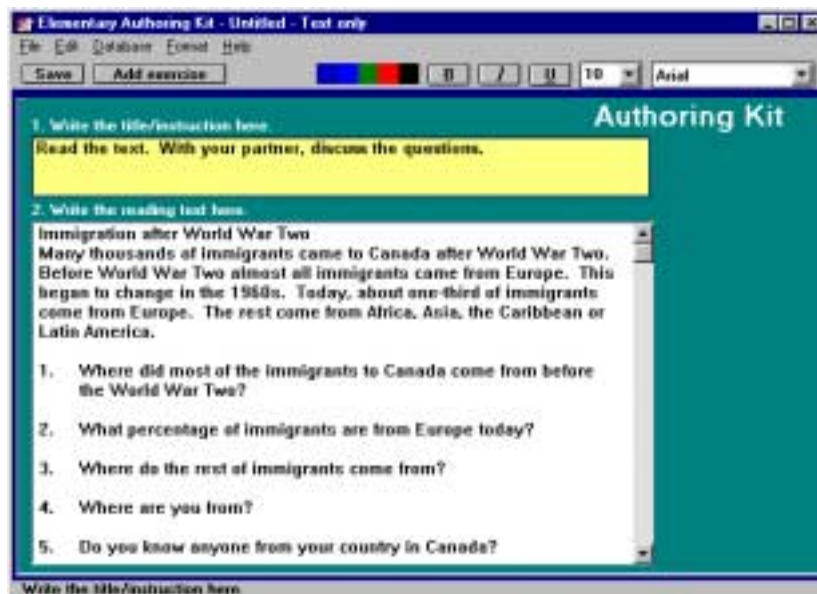 Elementary Authoring Kit - Untitled - Text only
File Edit Database Format Help
Save Add exercise B I U 10 Arial
Authoring Kit
1. Write the title/instruction here.
Read the text. With your partner, discuss the questions.
2. Write the reading text here.
Immigration after World War Two
Many thousands of immigrants came to Canada after World War Two.
Before World War Two almost all immigrants came from Europe. This
began to change in the 1960s. Today, about one-third of immigrants
come from Europe. The rest come from Africa, Asia, the Caribbean or
Latin America.
1. Where did most of the immigrants to Canada come from before
the World War Two?
2. What percentage of immigrants are from Europe today?
3. Where do the rest of immigrants come from?
4. Where are you from?
5. Do you know anyone from your country in Canada?
Write the title/instruction here